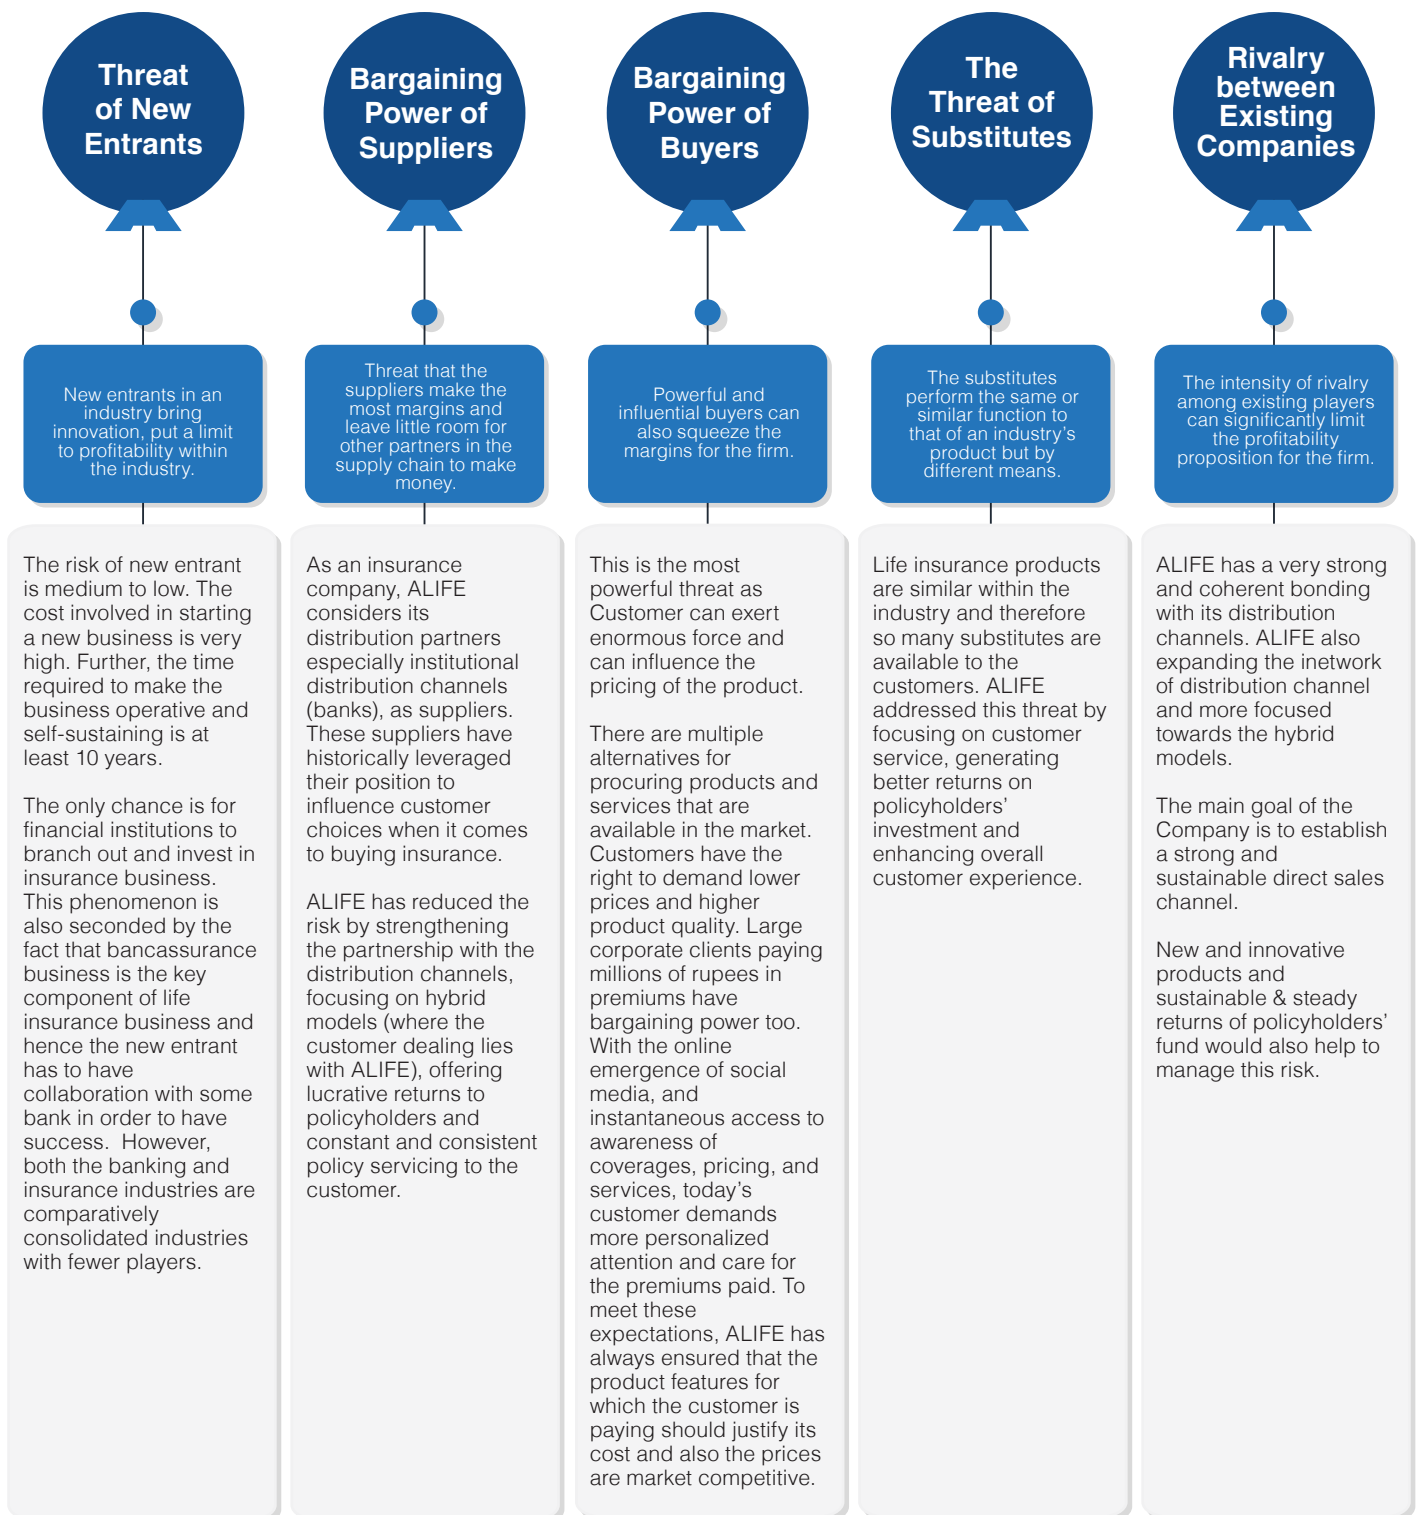 Threat
of New
Entrants
New entrants in an
industry bring
innovation, put a limit
to profitability within
the industry.
The risk of new entrant
is medium to low. The
cost involved in starting
a new business is very
high. Further, the time
required to make the
business operative and
self-sustaining is at
least 10 years.
The only chance is for
financial institutions to
branch out and invest in
insurance business.
This phenomenon is
also seconded by the
fact that bancassurance
business is the key
component of life
insurance business and
hence the new entrant
has to have
collaboration with some
bank in order to have
success.  However,
both the banking and
insurance industries are
comparatively
consolidated industries
with fewer players.
Bargaining
Power of
Suppliers
Threat that the
suppliers make the
most margins and
leave little room for
other partners in the
supply chain to make
money.
As an insurance
company, ALIFE
considers its
distribution partners
especially institutional
distribution channels
(banks), as suppliers.
These suppliers have
historically leveraged
their position to
influence customer
choices when it comes
to buying insurance.
ALIFE has reduced the
risk by strengthening
the partnership with the
distribution channels,
focusing on hybrid
models (where the
customer dealing lies
with ALIFE), offering
lucrative returns to
policyholders and
constant and consistent
policy servicing to the
customer.
Bargaining
Power of
Buyers
Powerful and
influential buyers can
also squeeze the
margins for the firm.
This is the most
powerful threat as
Customer can exert
enormous force and
can influence the
pricing of the product.
There are multiple
alternatives for
procuring products and
services that are
available in the market.
Customers have the
right to demand lower
prices and higher
product quality. Large
corporate clients paying
millions of rupees in
premiums have
bargaining power too.
With the online
emergence of social
media, and
instantaneous access to
awareness of
coverages, pricing, and
services, today's
customer demands
more personalized
attention and care for
the premiums paid. To
meet these
expectations, ALIFE has
always ensured that the
product features for
which the customer is
paying should justify its
cost and also the prices
are market competitive.
The
Threat of
Substitutes
The substitutes
perform the same or
similar function to
that of an industry's
product but by
different means.
Life insurance products
are similar within the
industry and therefore
so many substitutes are
available to the
customers. ALIFE
addressed this threat by
focusing on customer
service, generating
better returns on
policyholders'
investment and
enhancing overall
customer experience.
Rivalry
between
Existing
Companies
The intensity of rivalry
among existing players
can significantly limit
the profitability
proposition for the firm.
ALIFE has a very strong
and coherent bonding
with its distribution
channels. ALIFE also
expanding the inetwork
of distribution channel
and more focused
towards the hybrid
models.
The main goal of the
Company is to establish
a strong and
sustainable direct sales
channel.
New and innovative
products and
sustainable & steady
returns of policyholders'
fund would also help to
manage this risk.